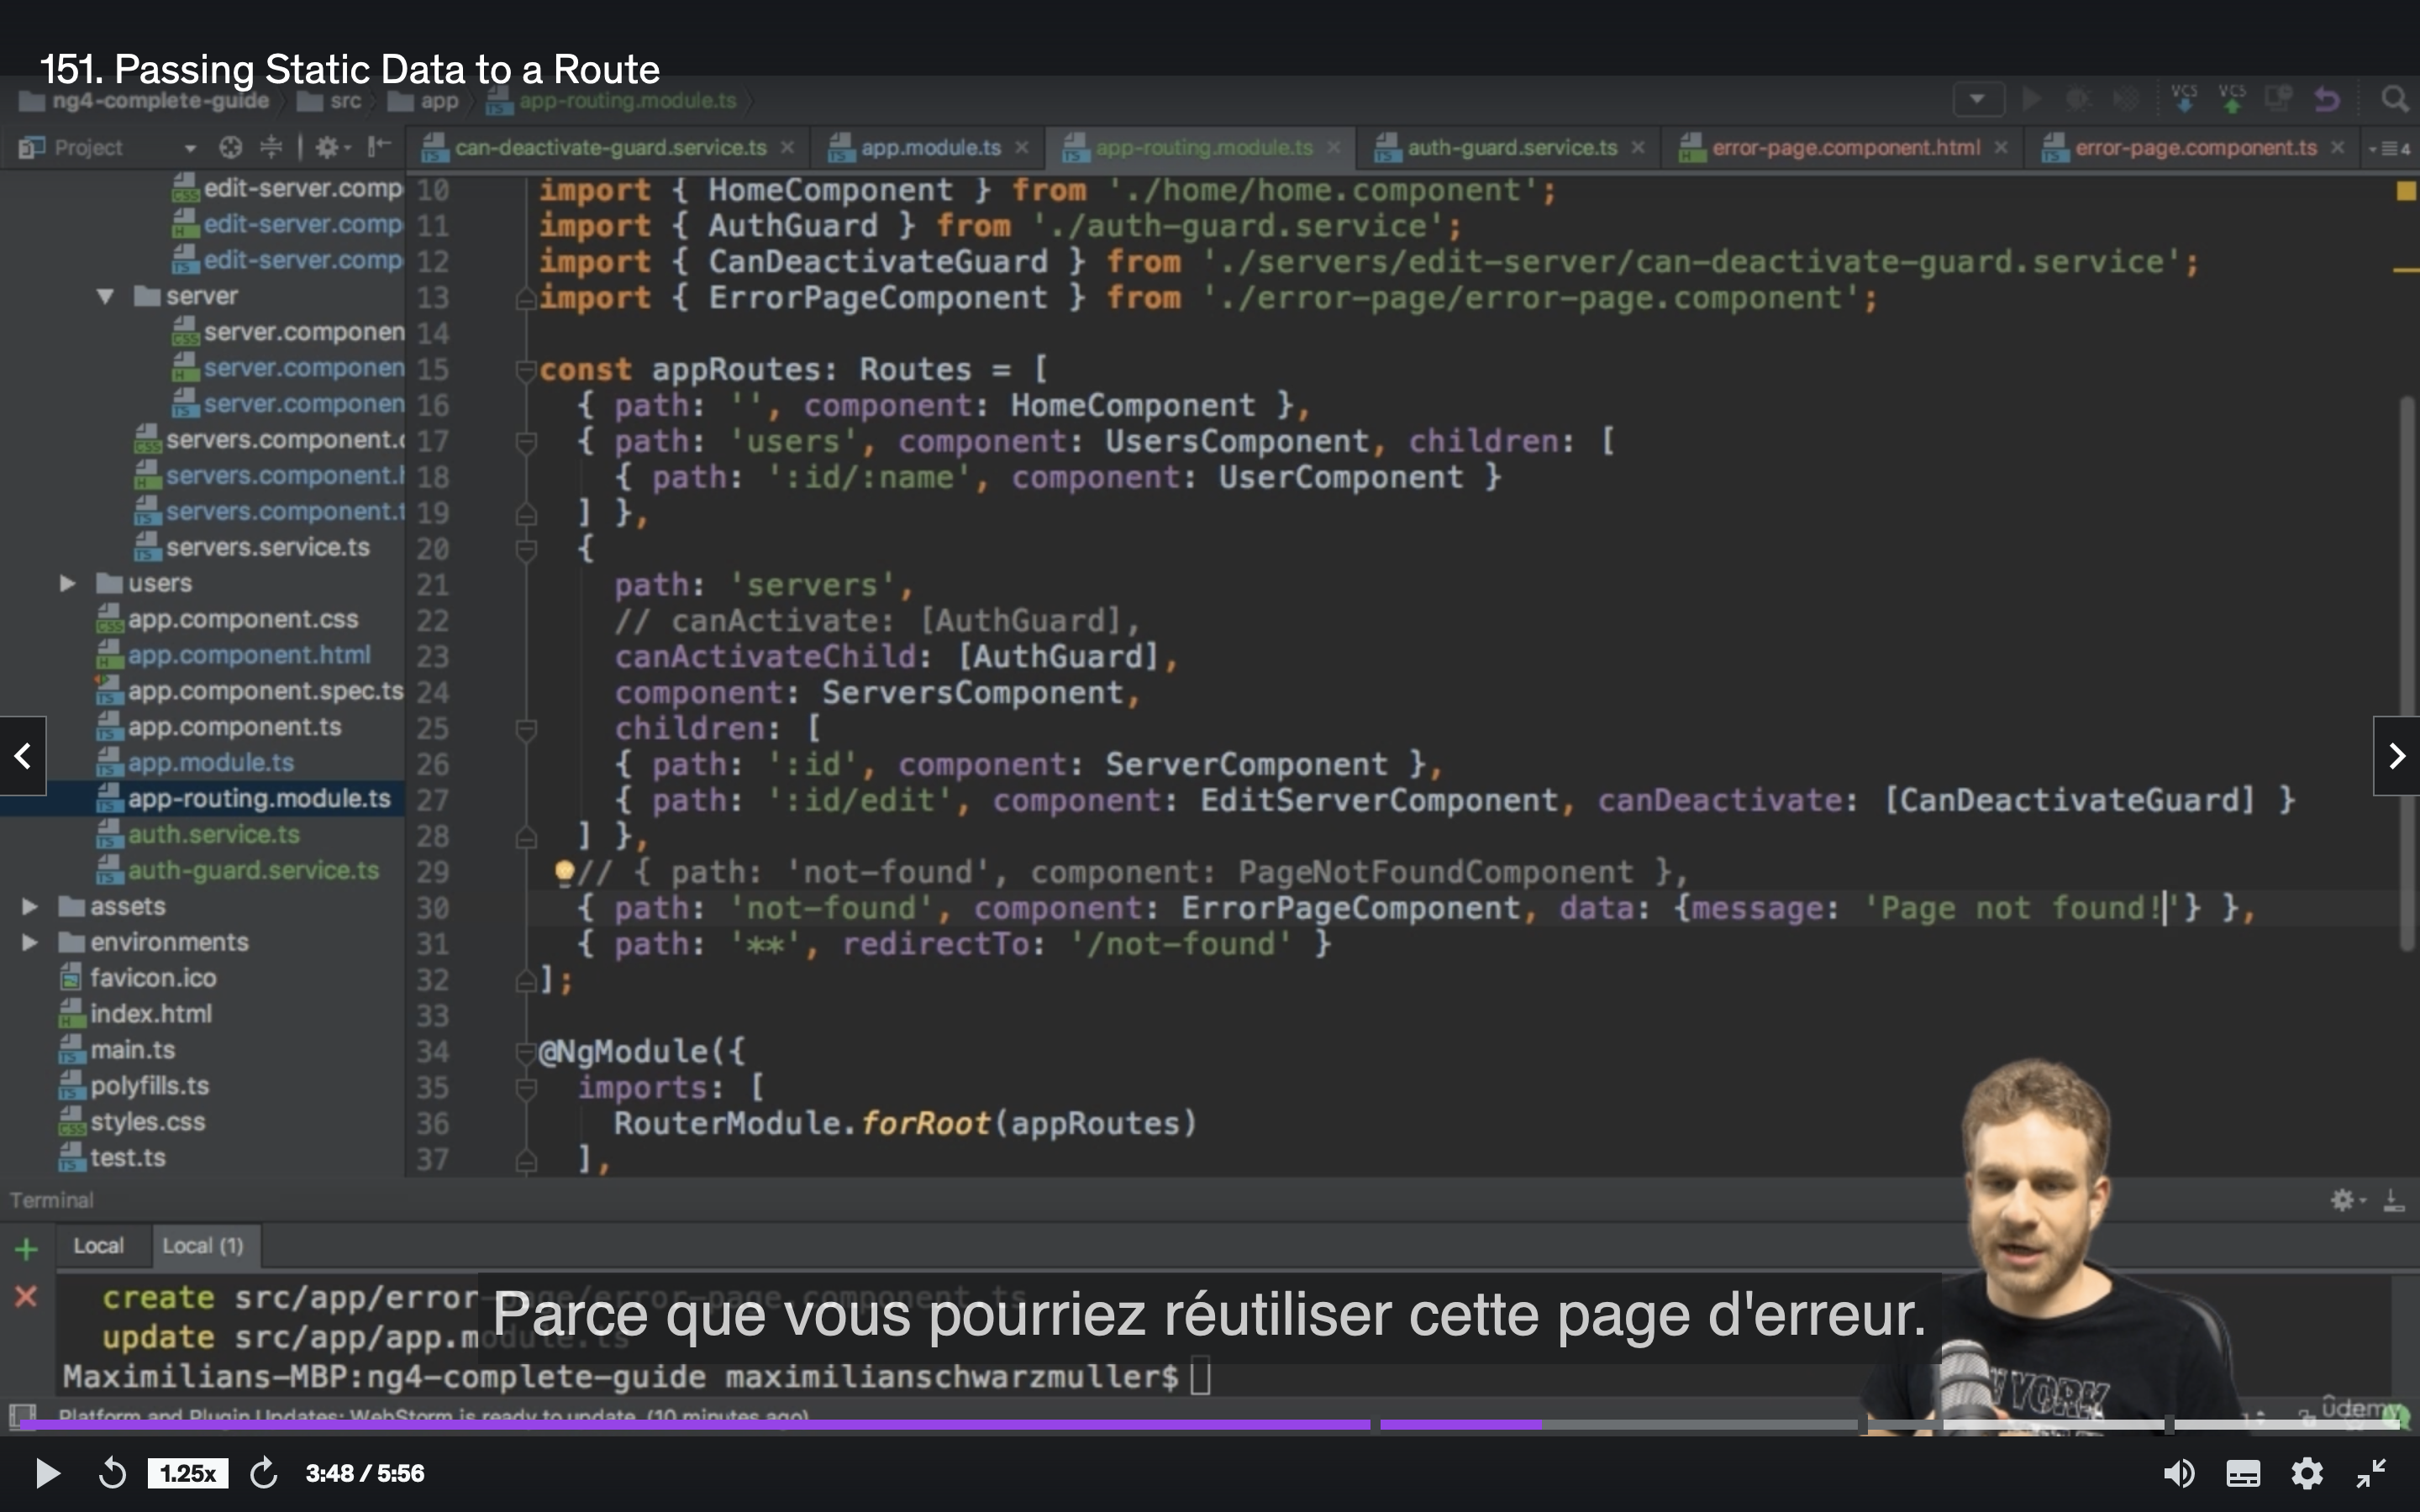 151. Passing Static Data to a Route
ng4-complete-guide src app app-routing.module.ts
VCS VCS
Project
can-deactivate-guard.service.ts app.module.ts app-routing.module.ts auth-guard.service.ts error-page.component.html error-page.component.ts 4
edit-server.comp
edit-server.comp
edit-server.comp
server
server.componen
server.componen
server.componen
servers.component.c
servers.component.h
servers.component.t
servers.service.ts
users
app.component.css
app.component.html
app.component.spec.ts
app.component.ts
app.module.ts
app-routing.module.ts
auth.service.ts
auth-guard.service.ts
assets
environments
favicon.ico
index.html
main.ts
polyfills.ts
styles.css
test.ts
10 import { HomeComponent } from './home/home.component';
11 import { AuthGuard } from './auth-guard.service';
12 import { CanDeactivateGuard } from './servers/edit-server/can-deactivate-guard.service';
13 import { ErrorPageComponent } from './error-page/error-page.component';
14
15 const appRoutes: Routes = [
16 { path: '', component: HomeComponent },
17 { path: 'users', component: UsersComponent, children: [
18 { path: ':id/:name', component: UserComponent }
19 ] },
20 {
21 path: 'servers',
22 // canActivate: [AuthGuard],
23 canActivateChild: [AuthGuard],
24 component: ServersComponent,
25 children: [
26 { path: ':id', component: ServerComponent },
27 { path: ':id/edit', component: EditServerComponent, canDeactivate: [CanDeactivateGuard] }
28 ] },
29 // { path: 'not-found', component: PageNotFoundComponent },
30 { path: 'not-found', component: ErrorPageComponent, data: {message: 'Page not found!'} },
31 { path: '**', redirectTo: '/not-found' }
32 ];
33
34 @NgModule({
35 imports: [
36 RouterModule.forRoot(appRoutes)
37 ],
Terminal
Local Local (1)
create src/app/error-page/error-page.component.ts
update src/app/app.module.ts
Parce que vous pourriez réutiliser cette page d'erreur.
Maximilians-MBP:ng4-complete-guide maximilianschwarzmuller$
Platform and Plugin Updates: WebStorm is ready to update. (10 minutes ago)
YORK
ûdemy
1.25x 3:48 / 5:56